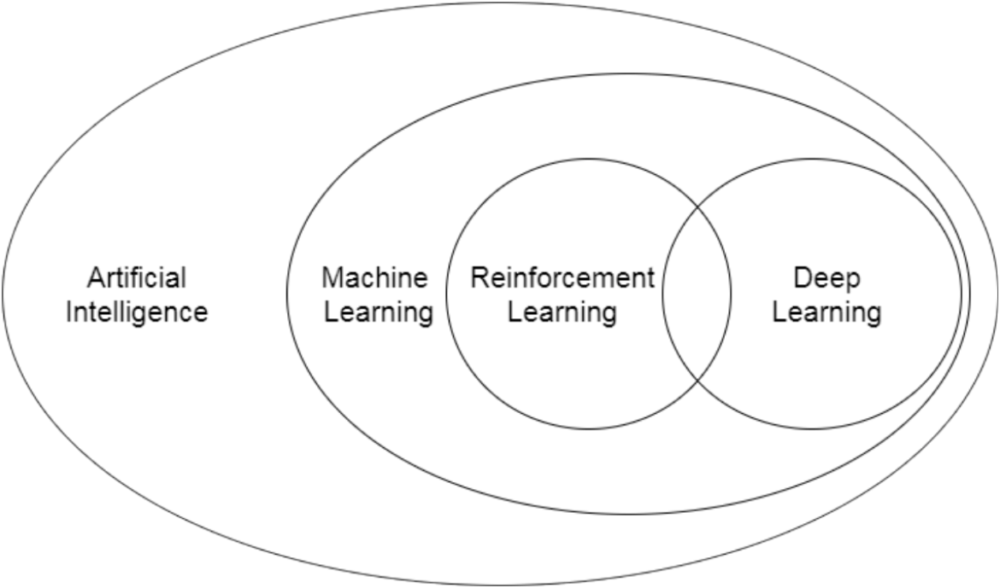 Artificial
Intelligence
Machine
Learning
Reinforcement
Learning
Deep
Learning